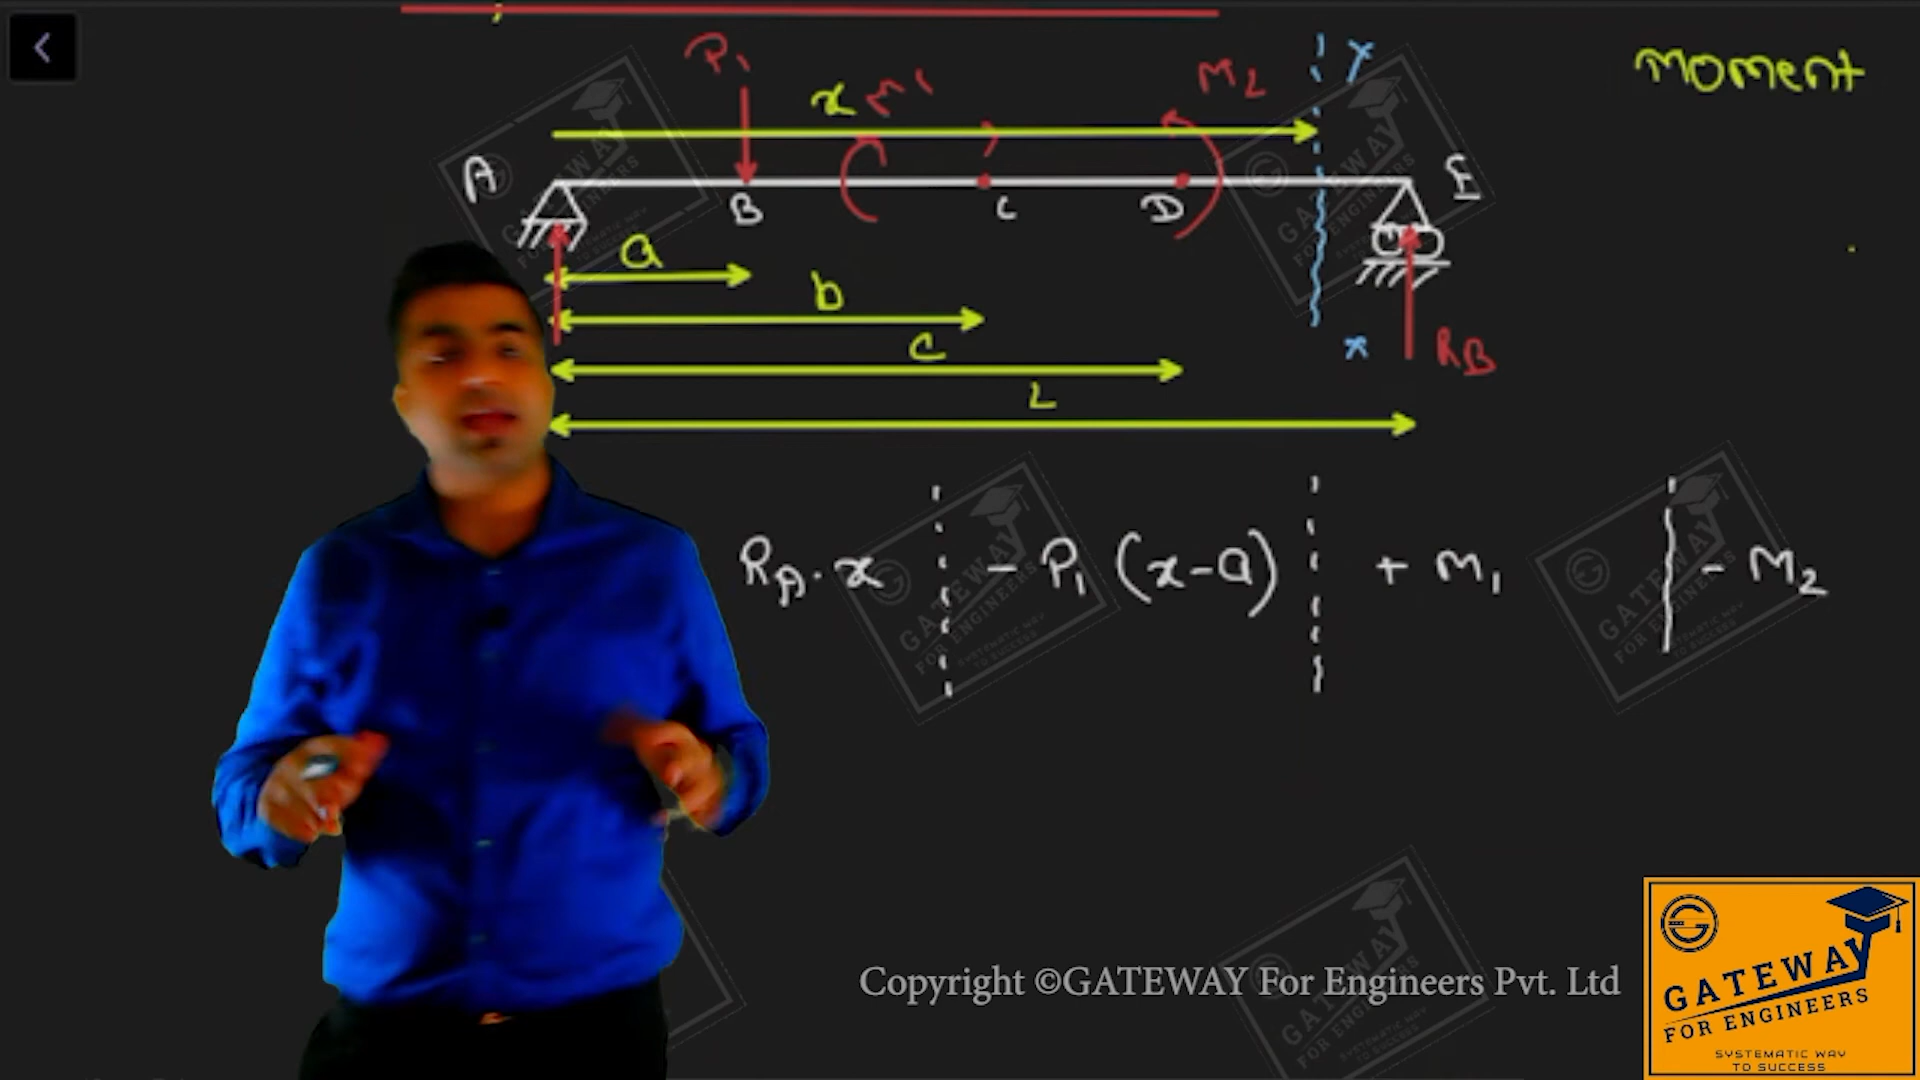 moment
P1
x
M1
M2
x
A
B
C
D
E
a
b
c
L
x
RB
RA.x - P1 (x-a) + M1 - M2
Copyright ©GATEWAY For Engineers Pvt. Ltd
GATEWAY
FOR ENGINEERS
SYSTEMATIC WAY
TO SUCCESS